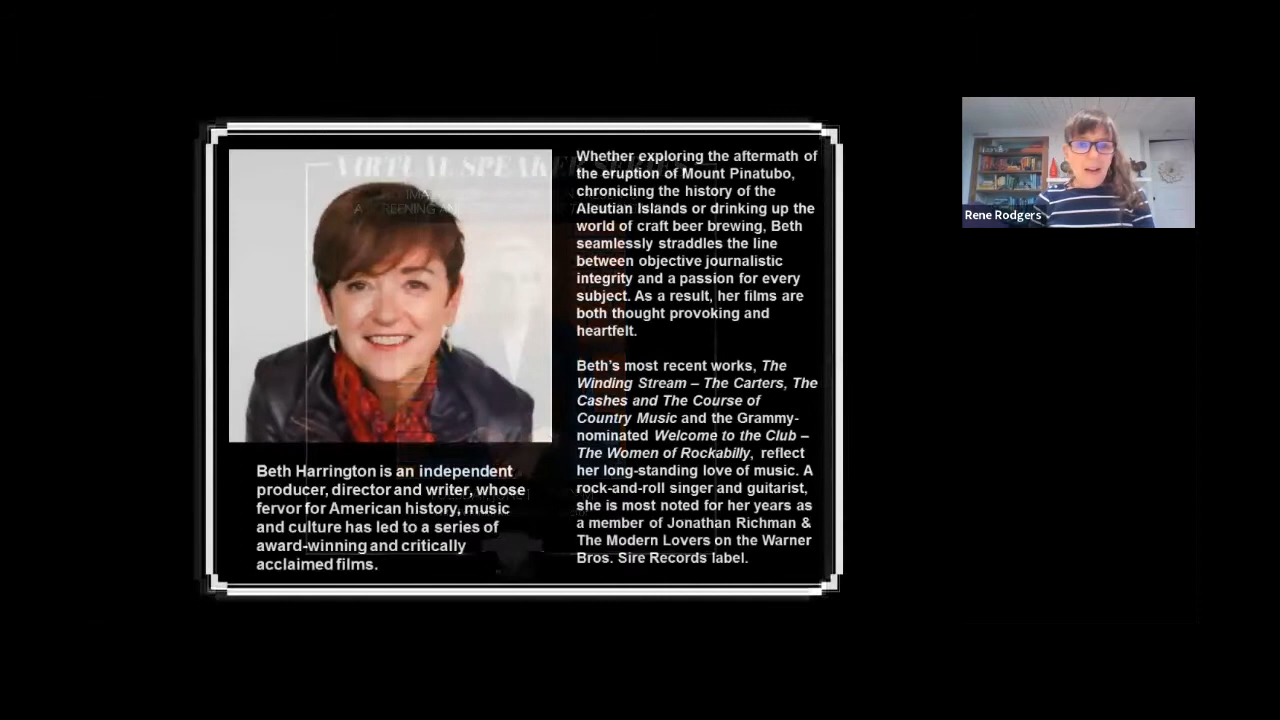 VIRTUAL SPEAKER SERIES
Beth Harrington is an independent
producer, director and writer, whose
fervor for American history, music
and culture has led to a series of
award-winning and critically
acclaimed films.
Whether exploring the aftermath of
the eruption of Mount Pinatubo,
chronicling the history of the
Aleutian Islands or drinking up the
world of craft beer brewing, Beth
seamlessly straddles the line
between objective journalistic
integrity and a passion for every
subject. As a result, her films are
both thought provoking and
heartfelt.
Beth’s most recent works, The
Winding Stream – The Carters, The
Cashes and The Course of
Country Music and the Grammy-
nominated Welcome to the Club –
The Women of Rockabilly, reflect
her long-standing love of music. A
rock-and-roll singer and guitarist,
she is most noted for her years as
a member of Jonathan Richman &
The Modern Lovers on the Warner
Bros. Sire Records label.
Rene Rodgers